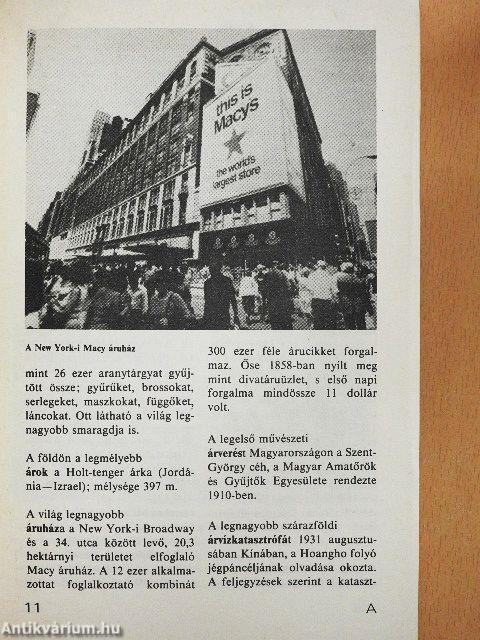 this is
Macys
the world's
largest store
A New York-i Macy áruház
mint 26 ezer aranytárgyat gyűj-
tött össze; gyűrűket, brossokat,
serlegeket, maszkokat, függőket,
láncokat. Ott látható a világ leg-
nagyobb smaragdja is.
A földön a legmélyebb
árok a Holt-tenger árka (Jordá-
nia—Izrael); mélysége 397 m.
A világ legnagyobb
áruháza a New York-i Broadway
és a 34. utca között levő, 20,3
hektárnyi területet elfoglaló
Macy áruház. A 12 ezer alkalma-
zottat foglalkoztató kombinát
300 ezer féle árucikket forgal-
maz. Őse 1858-ban nyílt meg
mint divatáruüzlet, s első napi
forgalma mindössze 11 dollár
volt.
A legelső művészeti
árverést Magyarországon a Szent-
György céh, a Magyar Amatőrök
és Gyűjtők Egyesülete rendezte
1910-ben.
A legnagyobb szárazföldi
árvízkatasztrófát 1931 augusztu-
sában Kínában, a Hoangho folyó
jégpáncéljának olvadása okozta.
A feljegyzések szerint a kataszt-
11
A
Antikvárium.hu